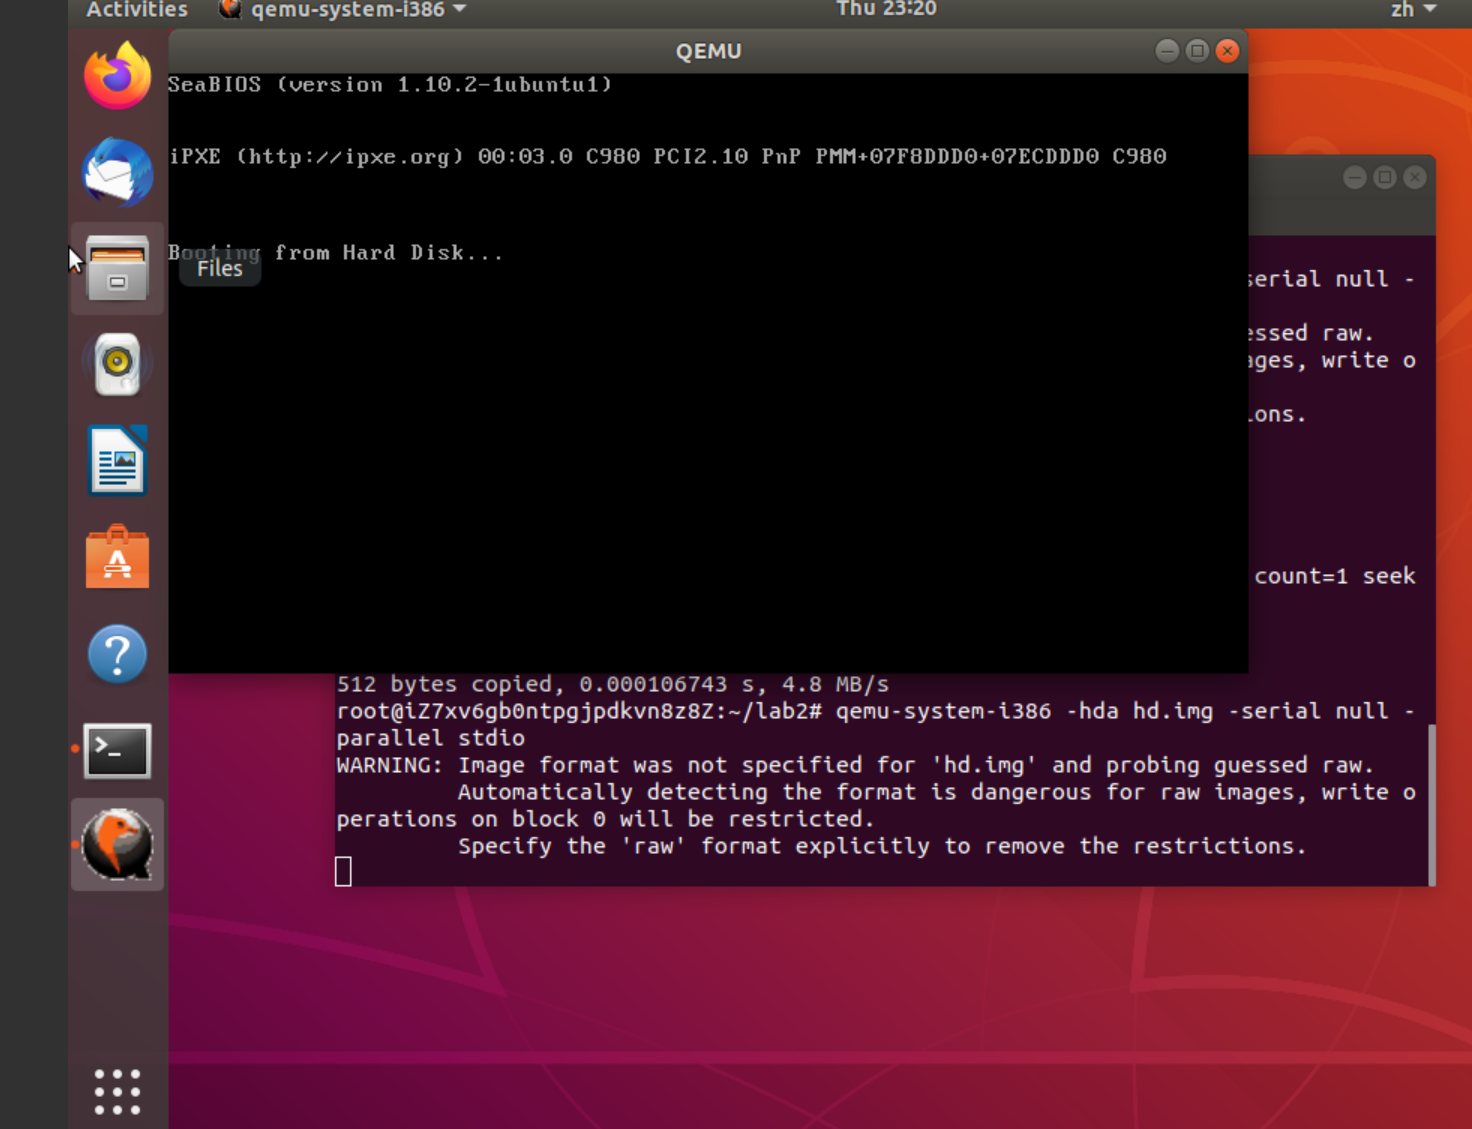 Activities qemu-system-i386 Thu 23:20 zh
QEMU
SeaBIOS (version 1.10.2-1ubuntu1)
iPXE (http://ipxe.org) 00:03.0 C980 PCI2.10 PnP PMM+07F8DDD0+07ECDDD0 C980
Booting from Hard Disk...
Files
serial null -
essed raw.
ages, write o
ions.
count=1 seek
512 bytes copied, 0.000106743 s, 4.8 MB/s
root@iZ7xv6gb0ntpgjpdkvn8z8Z:~/lab2# qemu-system-i386 -hda hd.img -serial null -
parallel stdio
WARNING: Image format was not specified for 'hd.img' and probing guessed raw.
Automatically detecting the format is dangerous for raw images, write o
perations on block 0 will be restricted.
Specify the 'raw' format explicitly to remove the restrictions.